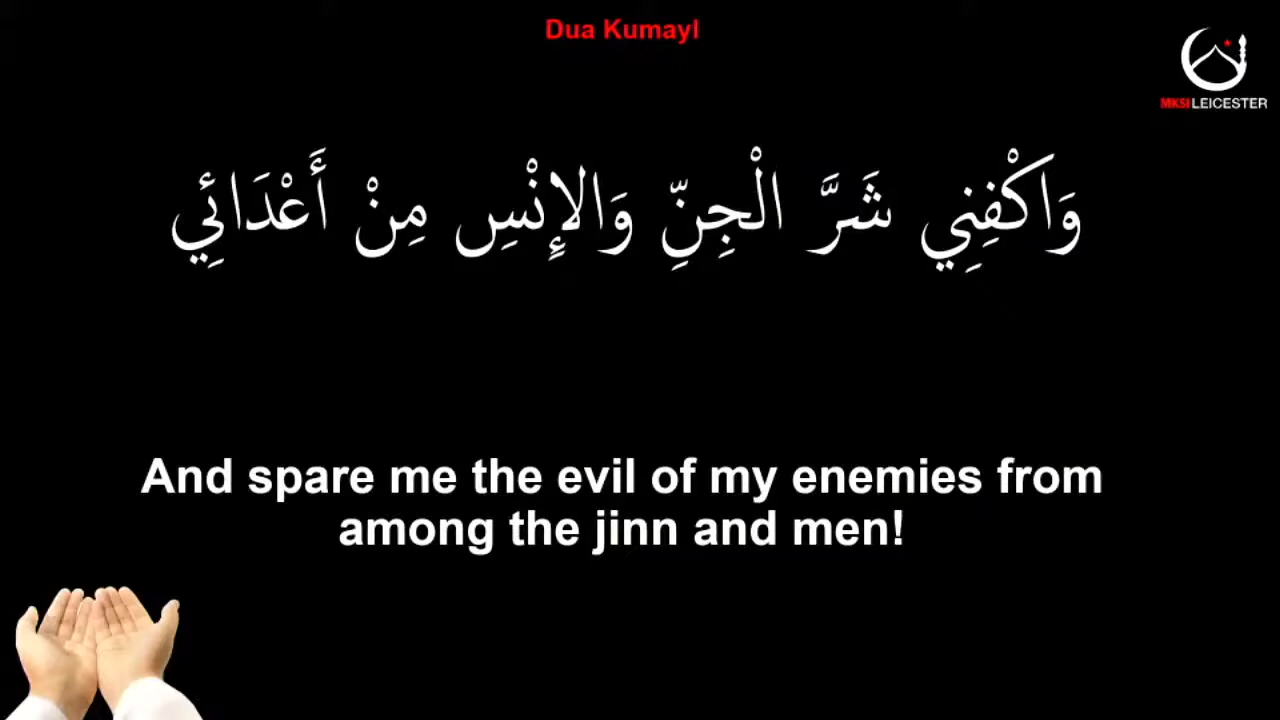 Dua Kumayl
MKSI LEICESTER
وَاكْفِنِي شَرَّ الْجِنِّ وَالإِنْسِ مِنْ أَعْدَائِي
And spare me the evil of my enemies from
among the jinn and men!